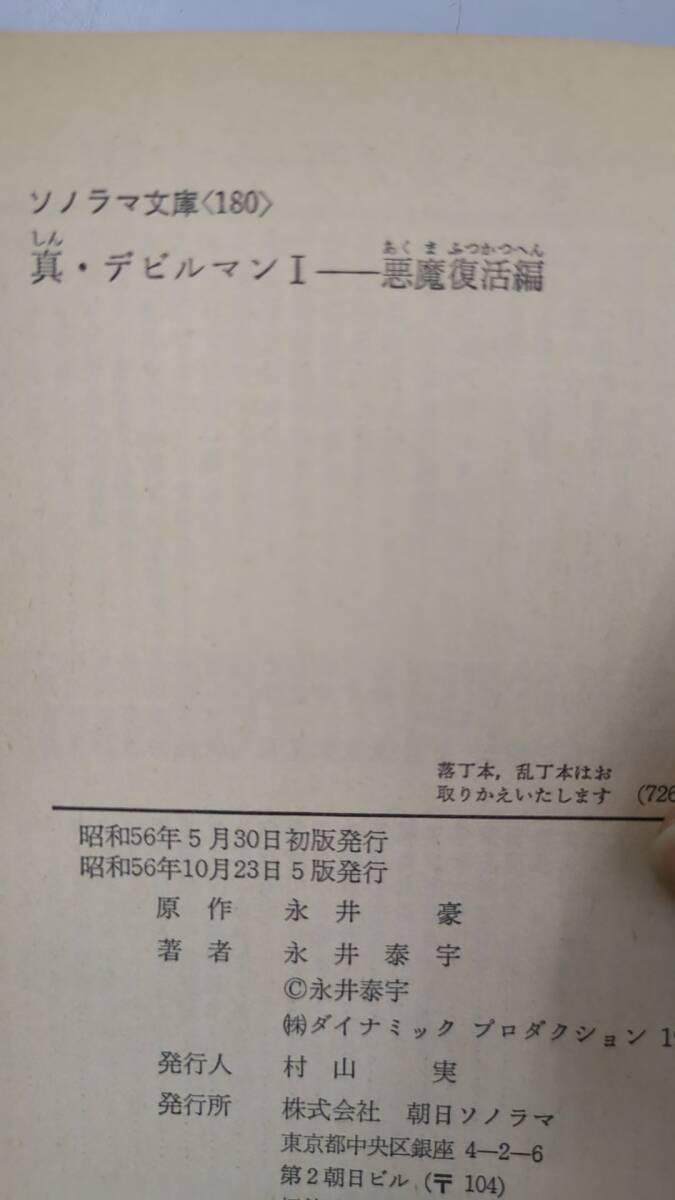 ソノラマ文庫〈180〉
しん あくまふつかつへん
真・デビルマンⅠ――悪魔復活編
落丁本，乱丁本はお
取りかえいたします (726
昭和56年5月30日初版発行
昭和56年10月23日5版発行
原作 永井 豪
著者 永井泰宇
©永井泰宇
㈱ダイナミック プロダクション 19
発行人 村山 実
発行所 株式会社 朝日ソノラマ
東京都中央区銀座 4―2―6
第2朝日ビル (〒 104)